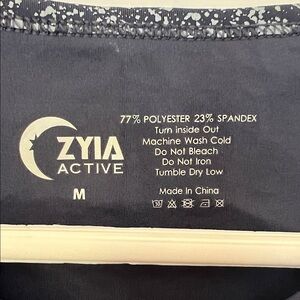 ZYIA
ACTIVE
M
77% POLYESTER 23% SPANDEX
Turn inside Out
Machine Wash Cold
Do Not Bleach
Do Not Iron
Tumble Dry Low
Made In China